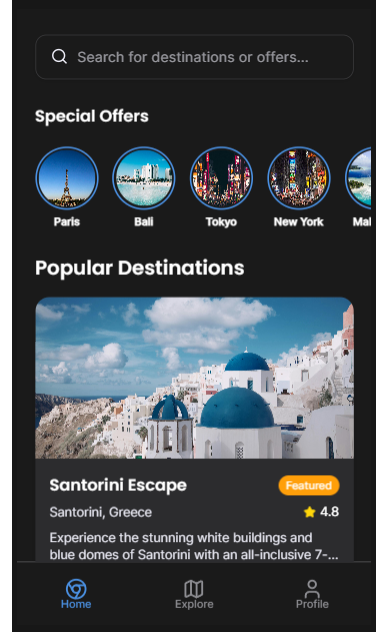 Search for destinations or offers...
Special Offers
Paris Bali Tokyo New York Mal
Popular Destinations
Santorini Escape Featured
Santorini, Greece 4.8
Experience the stunning white buildings and
blue domes of Santorini with an all-inclusive 7-...
Home Explore Profile